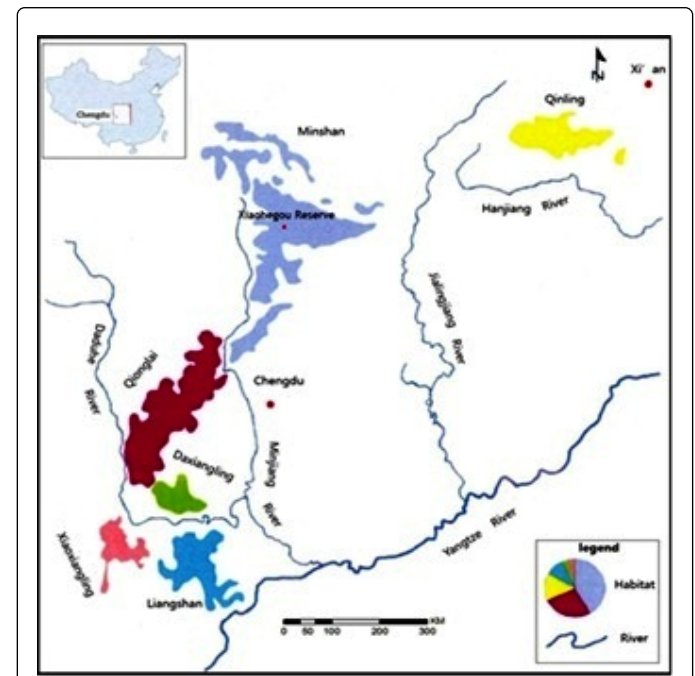 Chengdu
N
Xi' an
Qinling
Minshan
Xiaohegou Reserve
Hanjiang River
Jialingjiang River
Daduhe River
Qionglai
Chengdu
Daxiangling
Minjiang River
Xiaoxiangling
Liangshan
Yangtze River
legend
Habitat
River
KM
0 50 100 200 300